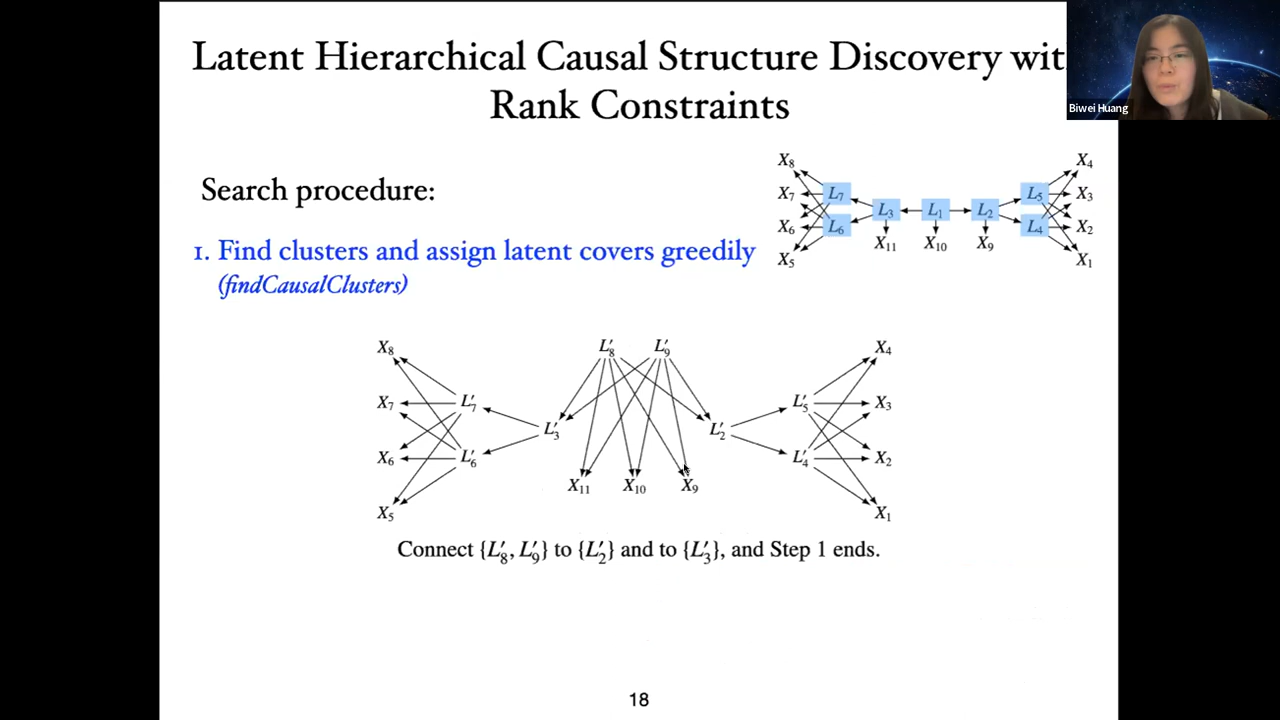 Latent Hierarchical Causal Structure Discovery wit
Rank Constraints
Biwei Huang
Search procedure:
1. Find clusters and assign latent covers greedily
(findCausalClusters)
X₈ X₄
X₇ L₇ L₅ X₃
L₃ L₁ L₂
X₆ L₆ L₄ X₂
X₁₁ X₁₀ X₉
X₅ X₁
X₈ L′₈ L′₉ X₄
X₇ L′₇ L′₅ X₃
L′₃ L′₂
X₆ L′₆ L′₄ X₂
X₁₁ X₁₀ X₉
X₅ X₁
Connect {L′₈, L′₉} to {L′₂} and to {L′₃}, and Step 1 ends.
18